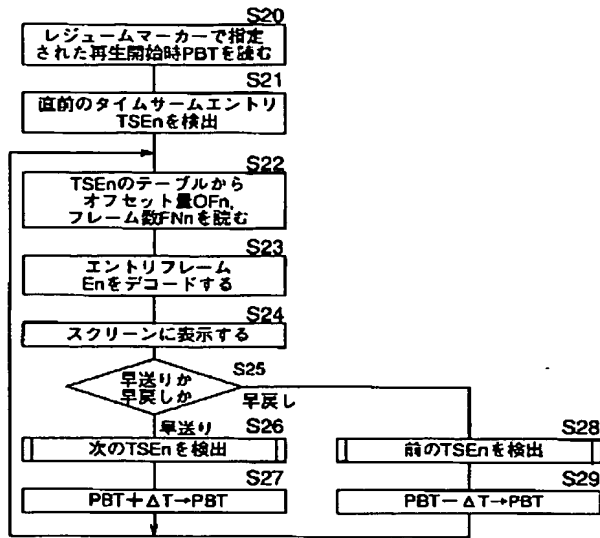 S20
レジュームマーカーで指定
された再生開始時PBTを読む
S21
直前のタイムサームエントリ
TSEnを検出
S22
TSEnのテーブルから
オフセット量OFn,
フレーム数FNnを読む
S23
エントリフレーム
Enをデコードする
S24
スクリーンに表示する
S25
早送りか
早戻しか
早戻し
早送り
S26
次のTSEnを検出
S27
PBT+ΔT→PBT
S28
前のTSEnを検出
S29
PBT−ΔT→PBT